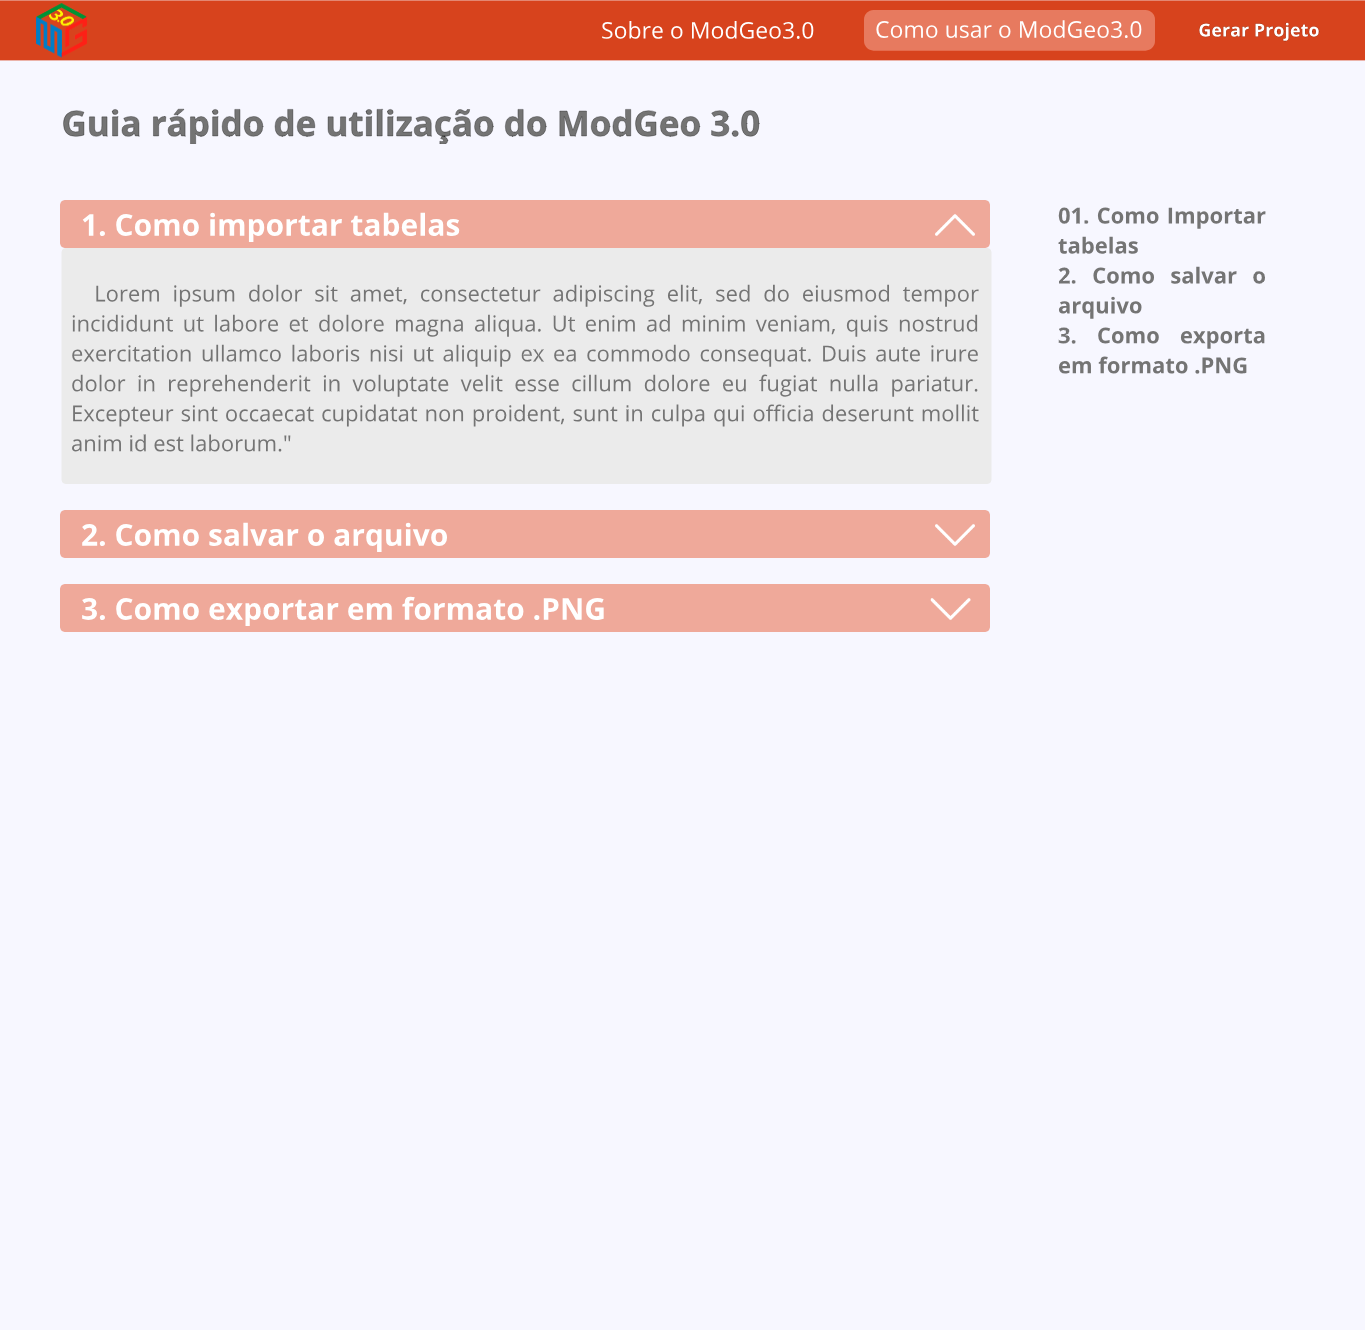 3.0
Sobre o ModGeo3.0
Como usar o ModGeo3.0
Gerar Projeto
Guia rápido de utilização do ModGeo 3.0
1. Como importar tabelas
Lorem ipsum dolor sit amet, consectetur adipiscing elit, sed do eiusmod tempor
incididunt ut labore et dolore magna aliqua. Ut enim ad minim veniam, quis nostrud
exercitation ullamco laboris nisi ut aliquip ex ea commodo consequat. Duis aute irure
dolor in reprehenderit in voluptate velit esse cillum dolore eu fugiat nulla pariatur.
Excepteur sint occaecat cupidatat non proident, sunt in culpa qui officia deserunt mollit
anim id est laborum."
2. Como salvar o arquivo
3. Como exportar em formato .PNG
01. Como Importar
tabelas
2. Como salvar o
arquivo
3. Como exporta
em formato .PNG